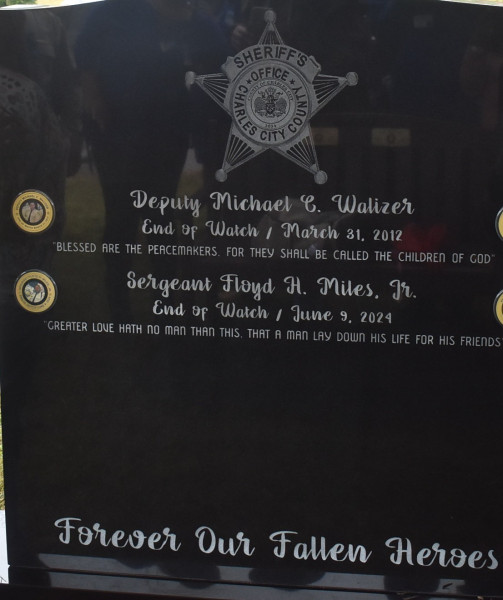 SHERIFF'S
OFFICE
CHARLES CITY COUNTY
Deputy Michael C. Walizer
End of Watch / March 31, 2012
"BLESSED ARE THE PEACEMAKERS, FOR THEY SHALL BE CALLED THE CHILDREN OF GOD"
Sergeant Floyd H. Miles, Jr.
End of Watch / June 9, 2024
"GREATER LOVE HATH NO MAN THAN THIS, THAT A MAN LAY DOWN HIS LIFE FOR HIS FRIENDS"
Forever Our Fallen Heroes